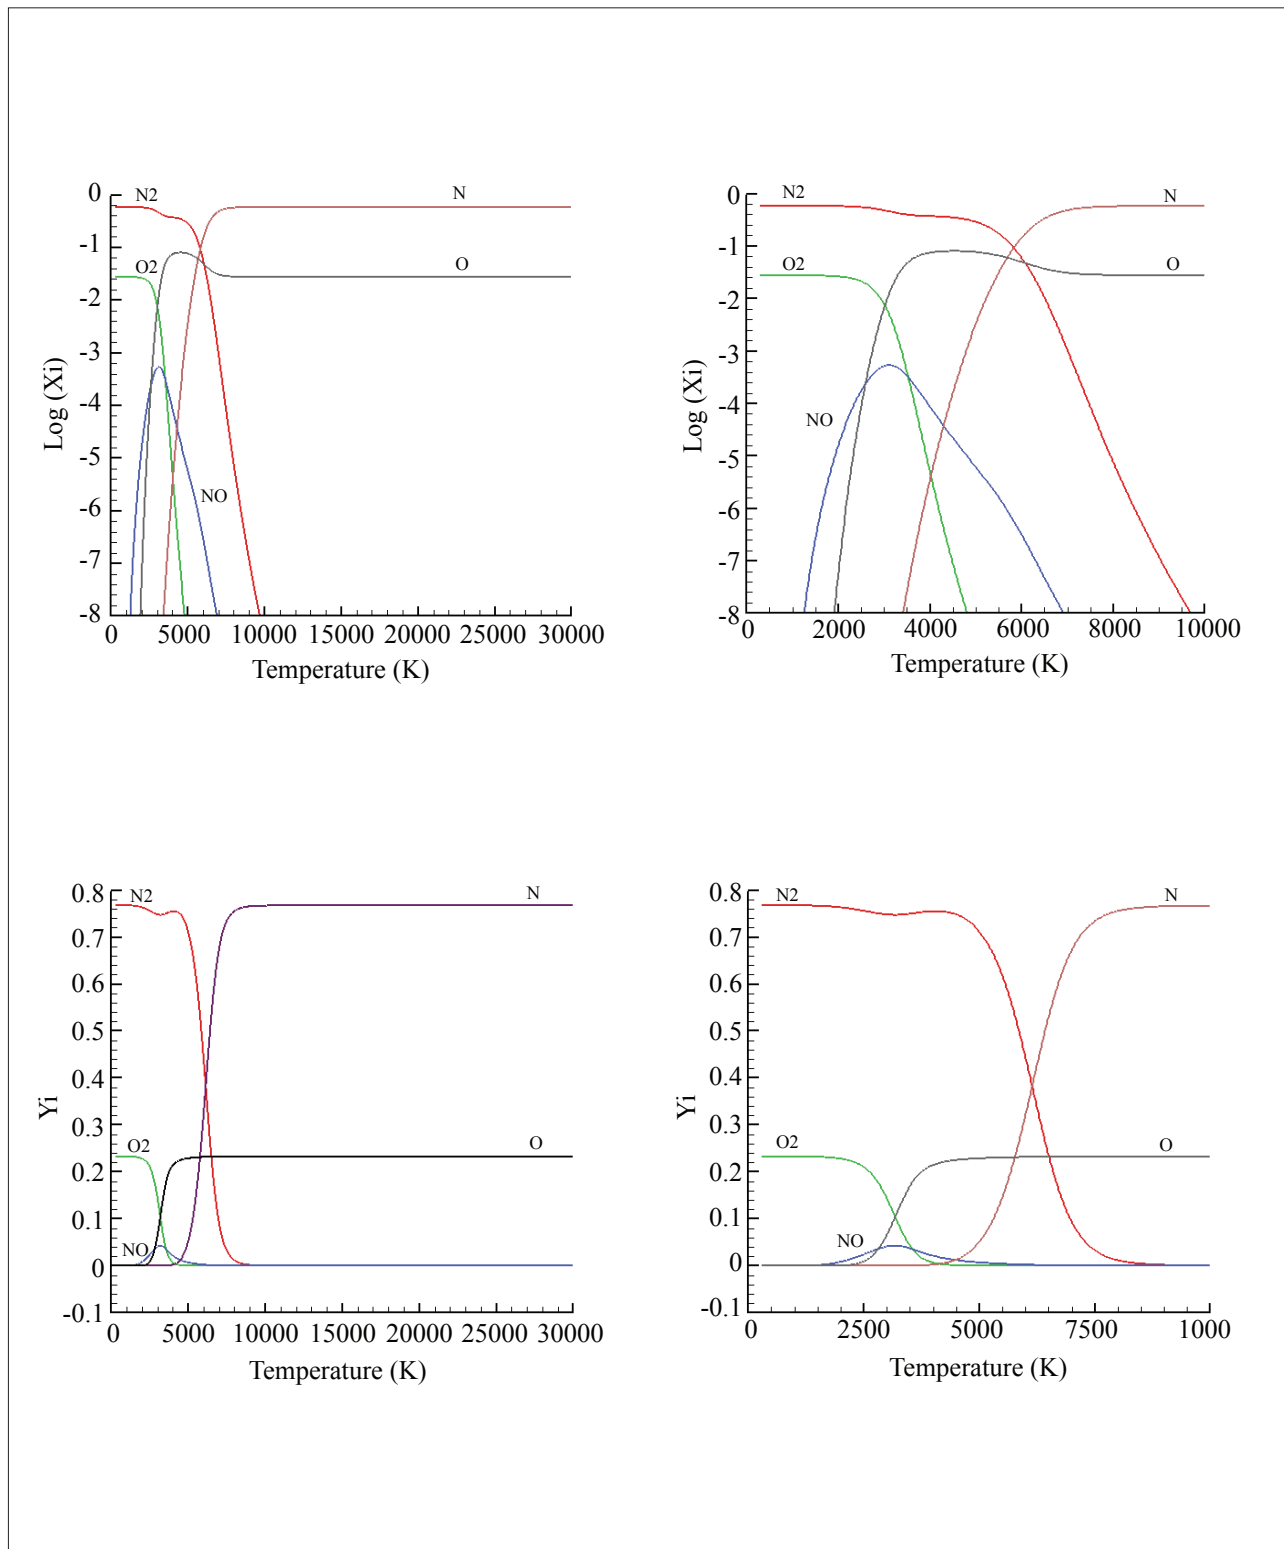 0
-1
-2
-3
-4
-5
-6
-7
-8
Log (Xi)
N2
N
O2
O
NO
0 5000 10000 15000 20000 25000 30000
Temperature (K)
0
-1
-2
-3
-4
-5
-6
-7
-8
Log (Xi)
N2
N
O2
O
NO
0 2000 4000 6000 8000 10000
Temperature (K)
0.8
0.7
0.6
0.5
0.4
0.3
0.2
0.1
0
-0.1
Yi
N2
N
O2
O
NO
0 5000 10000 15000 20000 25000 30000
Temperature (K)
0.8
0.7
0.6
0.5
0.4
0.3
0.2
0.1
0
-0.1
Yi
N2
N
O2
O
NO
0 2500 5000 7500 1000
Temperature (K)